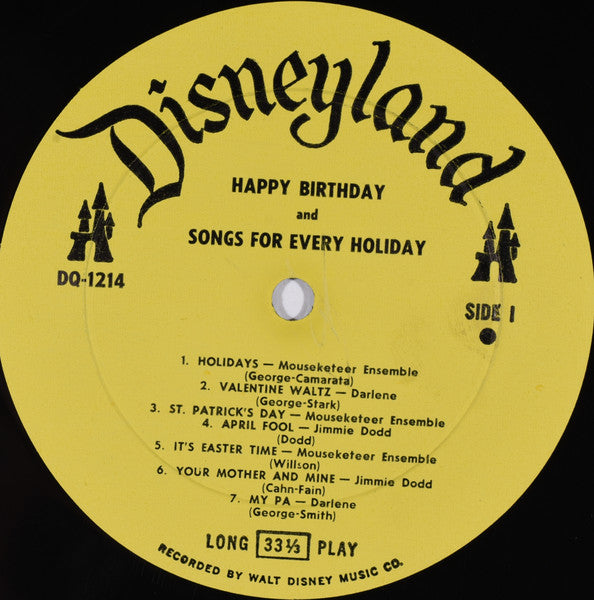 Disneyland
HAPPY BIRTHDAY
and
SONGS FOR EVERY HOLIDAY
DQ-1214
SIDE 1
1. HOLIDAYS — Mouseketeer Ensemble
(George-Camarata)
2. VALENTINE WALTZ — Darlene
(George-Stark)
3. ST. PATRICK'S DAY — Mouseketeer Ensemble
4. APRIL FOOL — Jimmie Dodd
(Dodd)
5. IT'S EASTER TIME — Mouseketeer Ensemble
(Willson)
6. YOUR MOTHER AND MINE — Jimmie Dodd
(Cahn-Fain)
7. MY PA — Darlene
(George-Smith)
LONG 33⅓ PLAY
RECORDED BY WALT DISNEY MUSIC CO.